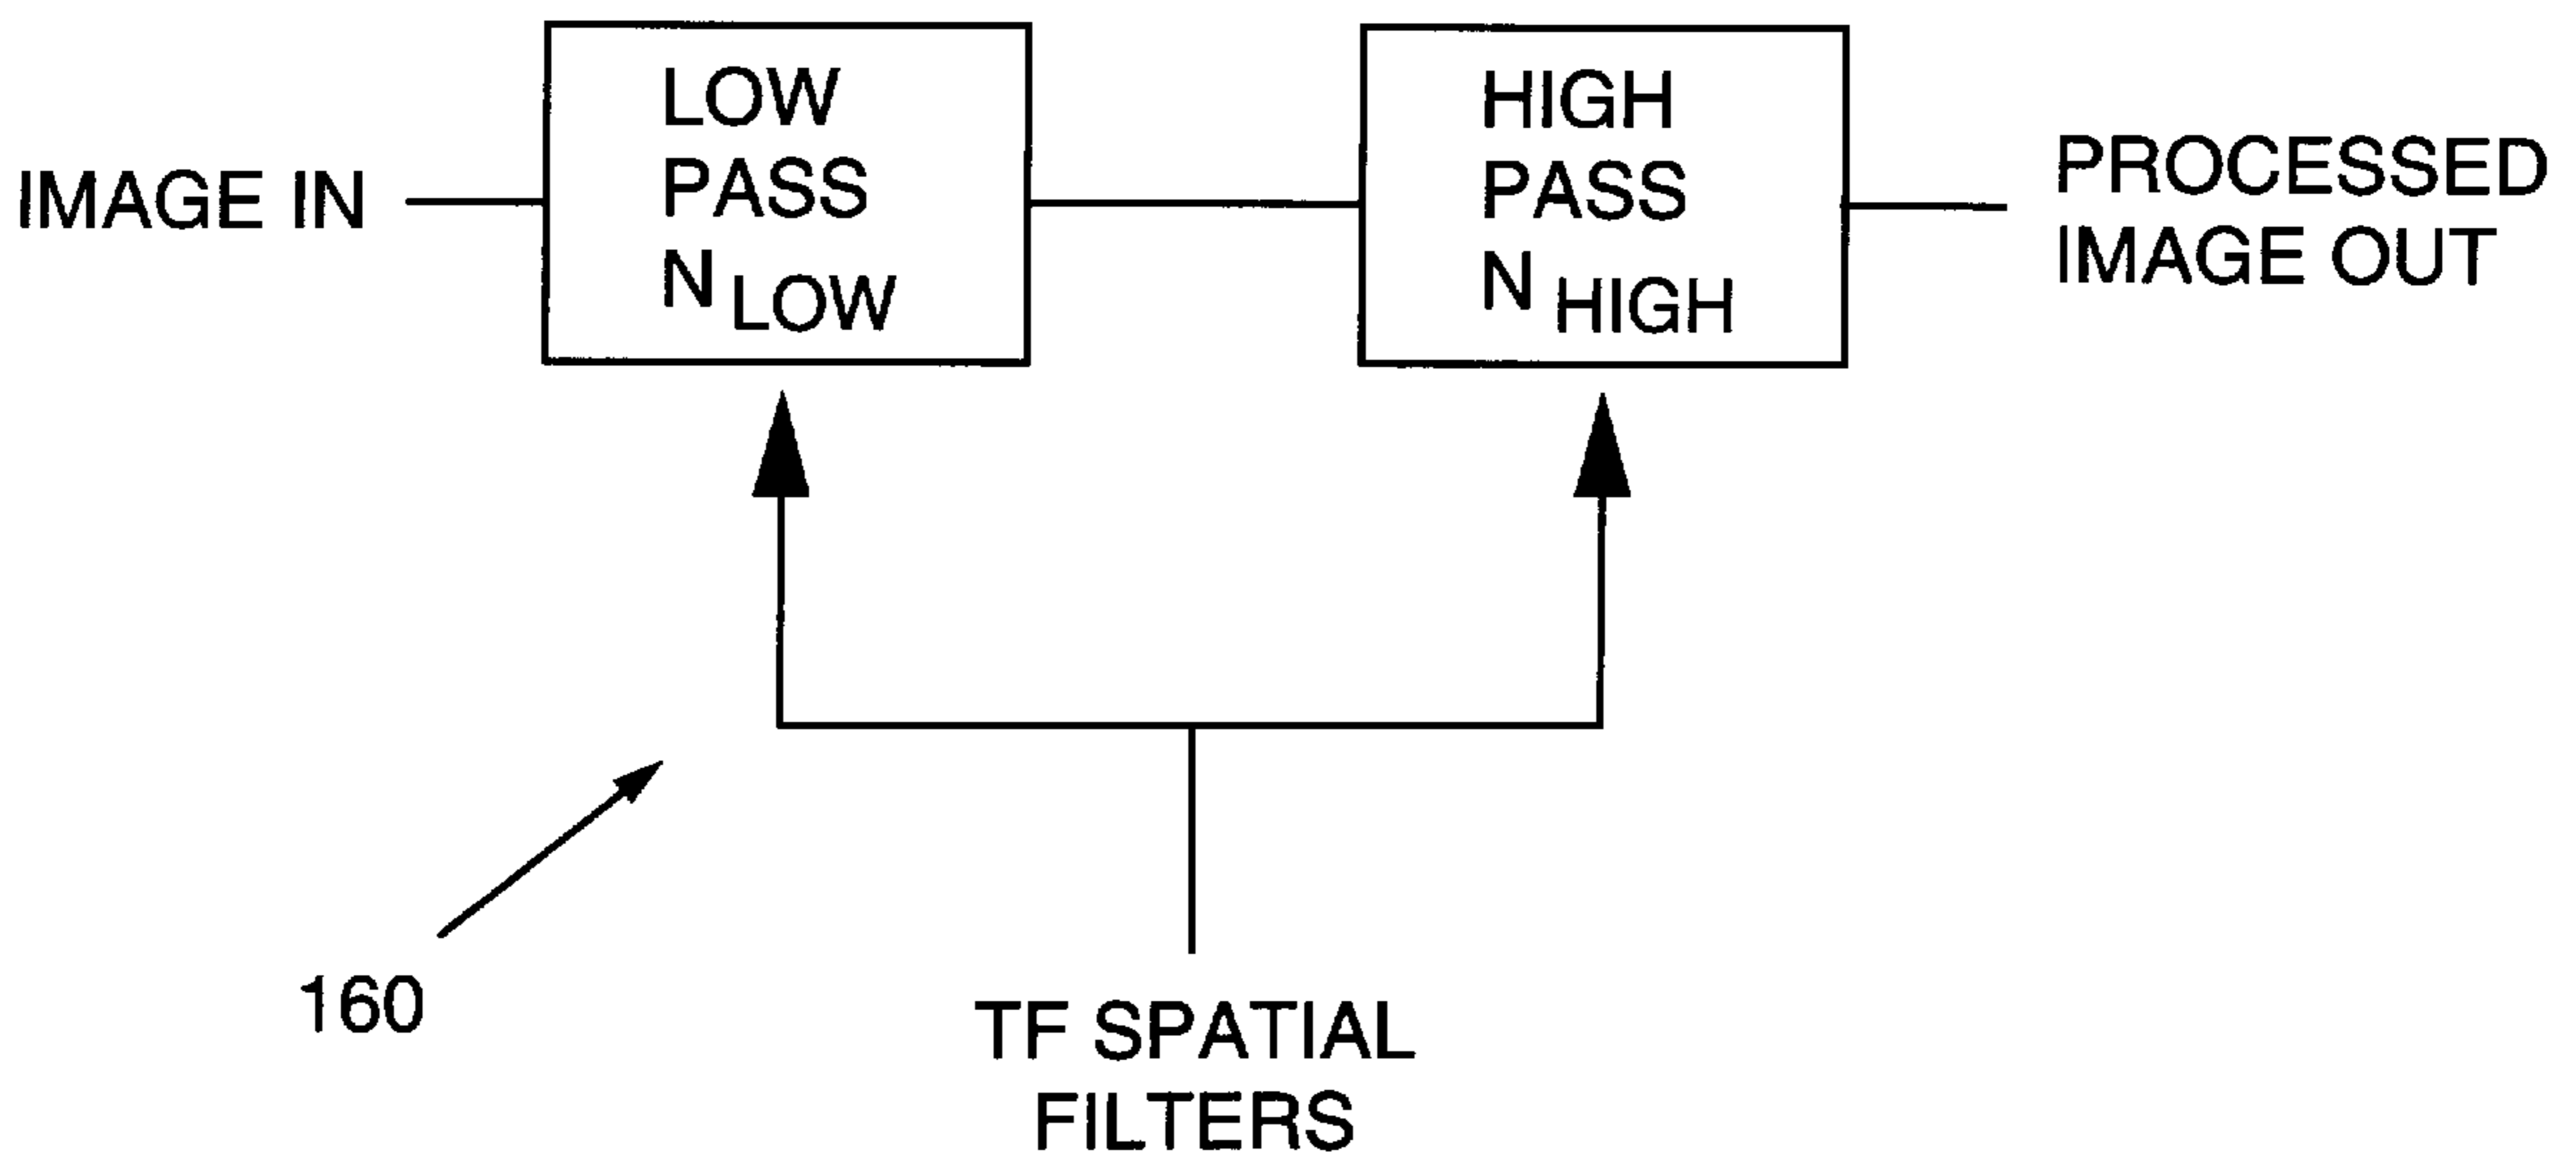 IMAGE IN
LOW
PASS
N LOW
HIGH
PASS
N HIGH
PROCESSED
IMAGE OUT
160
TF SPATIAL
FILTERS